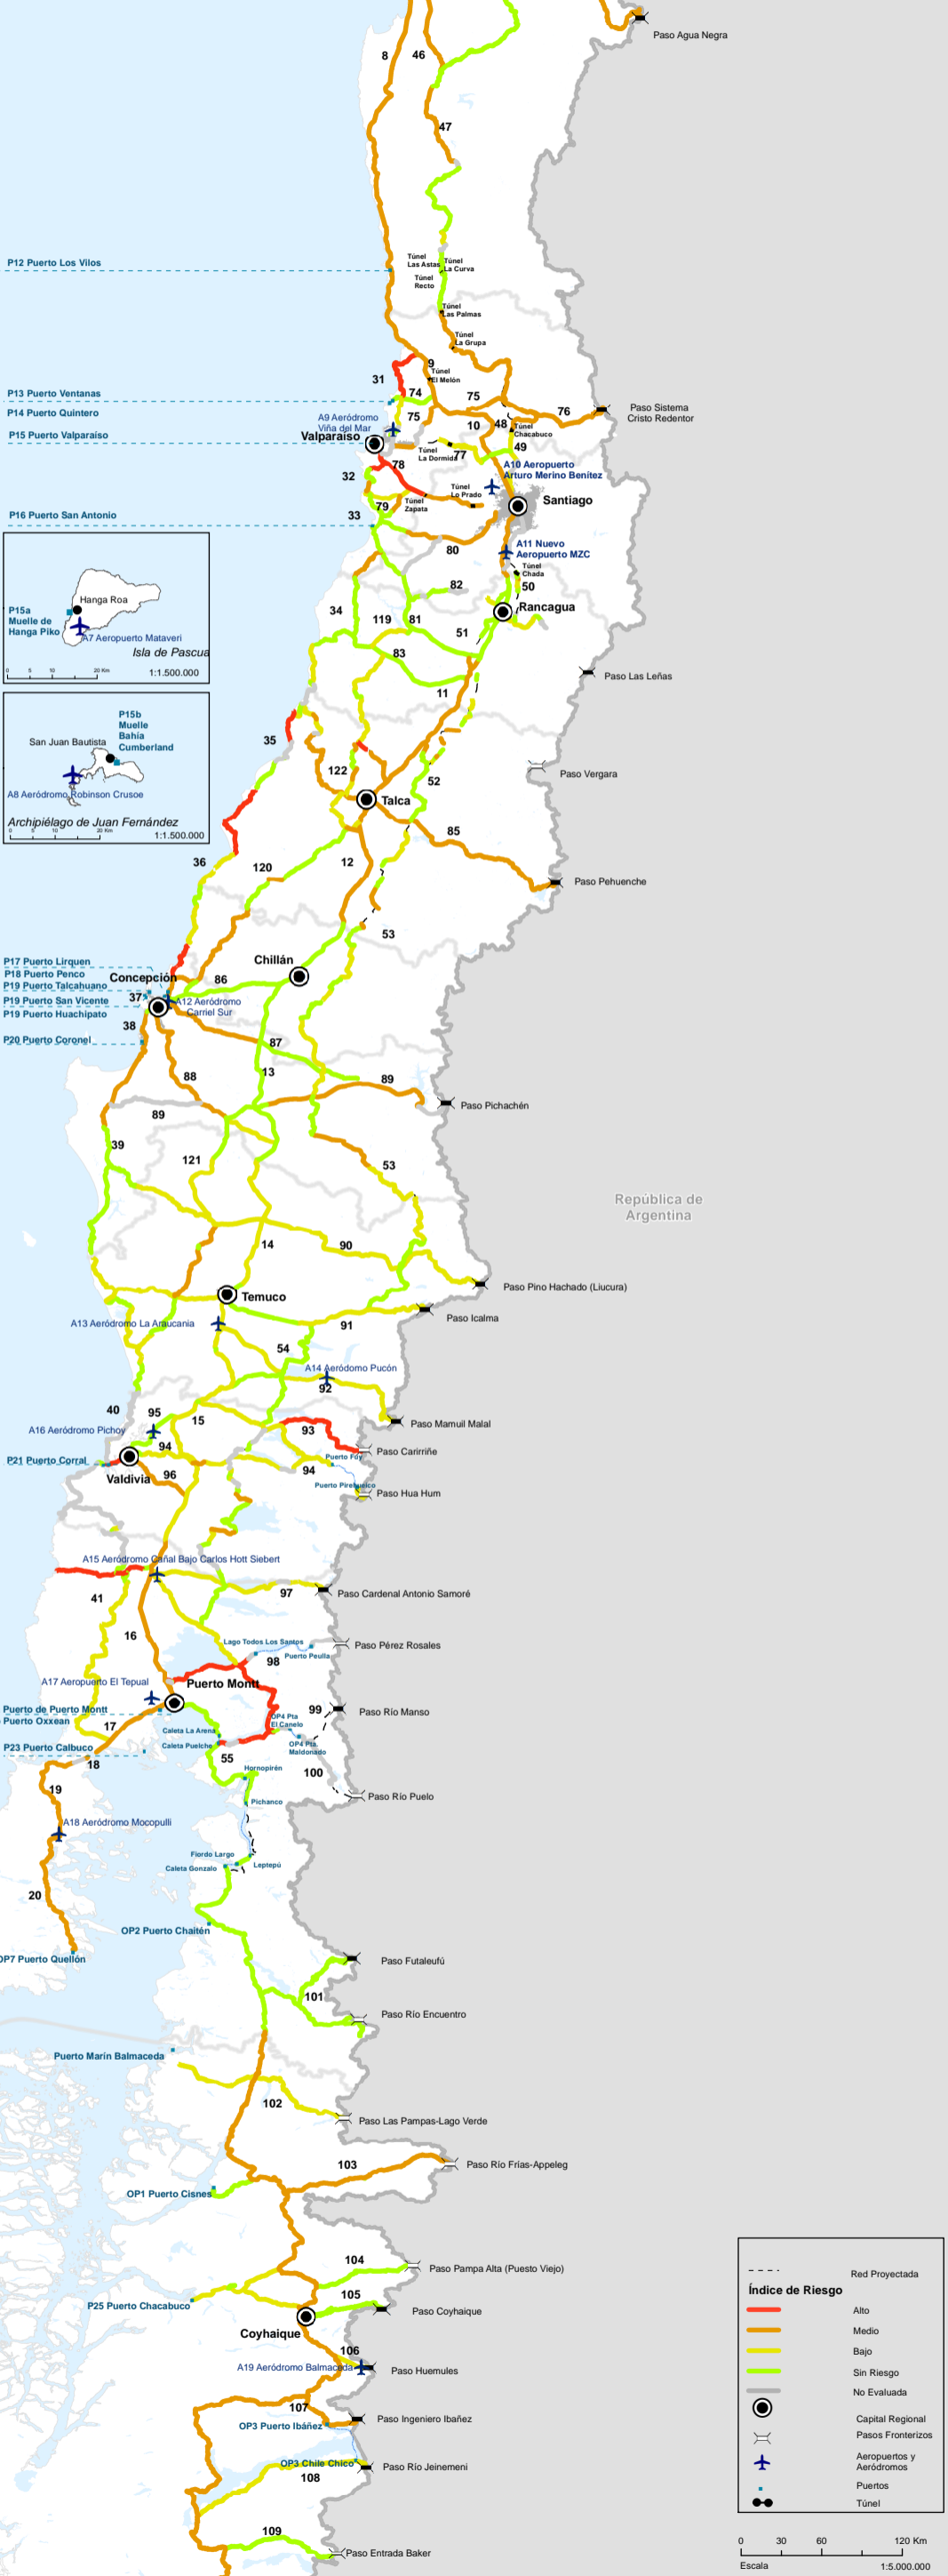 Paso Agua Negra
8
46
47
P12 Puerto Los Vilos
Túnel
Las Astas
Túnel
La Curva
Túnel
Recto
Túnel
Las Palmas
Túnel
La Grupa
9
Túnel
El Melón
31
74
75
75
76
Paso Sistema
Cristo Redentor
P13 Puerto Ventanas
P14 Puerto Quintero
A9 Aeródromo
Viña del Mar
10
48
Túnel
Chacabuco
P15 Puerto Valparaíso
Valparaíso
49
Túnel
La Dormida
77
78
A10 Aeropuerto
Arturo Merino Benítez
32
Túnel
Lo Prado
Santiago
79
Túnel
Zapata
P16 Puerto San Antonio
33
80
A11 Nuevo
Aeropuerto MZC
Túnel
Chada
50
82
Hanga Roa
P15a
Muelle de
Hanga Piko
A7 Aeropuerto Mataveri
Isla de Pascua
0 5 10 20 Km
1:1.500.000
34
119
81
Rancagua
51
83
Paso Las Leñas
11
P15b
Muelle
Bahía
Cumberland
San Juan Bautista
A8 Aeródromo Robinson Crusoe
Archipiélago de Juan Fernández
0 5 10 20 Km
1:1.500.000
35
122
52
Paso Vergara
Talca
85
36
120
12
Paso Pehuenche
53
P17 Puerto Lirquen
P18 Puerto Penco
P19 Puerto Talcahuano
P19 Puerto San Vicente
P19 Puerto Huachipato
P20 Puerto Coronel
Chillán
Concepción
86
37
A12 Aeródromo
Carriel Sur
38
87
13
88
89
Paso Pichachén
89
39
121
53
República de
Argentina
14
90
Paso Pino Hachado (Liucura)
Temuco
Paso Icalma
A13 Aeródromo La Araucania
91
54
A14 Aeródomo Pucón
92
40
95
15
Paso Mamuil Malal
A16 Aeródromo Pichoy
93
94
Paso Carirriñe
P21 Puerto Corral
Puerto Fuy
Valdivia
96
94
Puerto Pirehueico
Paso Hua Hum
A15 Aeródromo Cañal Bajo Carlos Hott Siebert
41
97
Paso Cardenal Antonio Samoré
16
Lago Todos Los Santos
Puerto Peulla
Paso Pérez Rosales
98
A17 Aeropuerto El Tepual
Puerto Montt
Puerto de Puerto Montt
Puerto Oxxean
17
99
Paso Río Manso
OP4 Pta
El Canelo
Caleta La Arena
Caleta Puelche
OP4 Pta.
Maldonado
P23 Puerto Calbuco
18
55
Hornopirén
100
19
Pichanco
Paso Río Puelo
A18 Aeródromo Mocopulli
Fiordo Largo
Leptepú
Caleta Gonzalo
20
OP2 Puerto Chaitén
OP7 Puerto Quellón
Paso Futaleufú
101
Paso Río Encuentro
Puerto Marín Balmaceda
102
Paso Las Pampas-Lago Verde
103
Paso Río Frías-Appeleg
OP1 Puerto Cisnes
104
Paso Pampa Alta (Puesto Viejo)
105
P25 Puerto Chacabuco
Paso Coyhaique
Coyhaique
106
A19 Aeródromo Balmaceda
Paso Huemules
107
OP3 Puerto Ibáñez
Paso Ingeniero Ibañez
OP3 Chile Chico
Paso Río Jeinemeni
108
109
Paso Entrada Baker
Red Proyectada
Índice de Riesgo
Alto
Medio
Bajo
Sin Riesgo
No Evaluada
Capital Regional
Pasos Fronterizos
Aeropuertos y
Aeródromos
Puertos
Túnel
0 30 60 120 Km
Escala 1:5.000.000